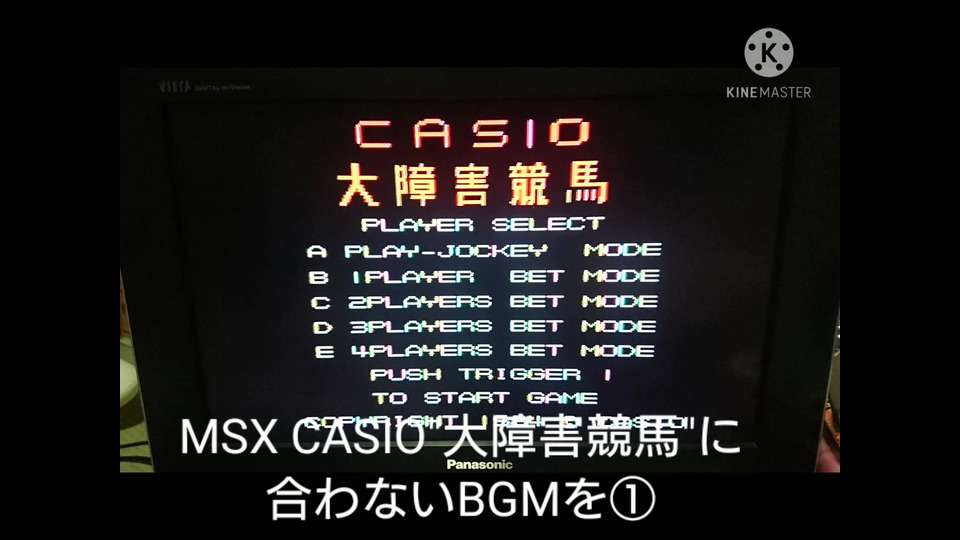 KINEMASTER
VIERA
CASIO
大障害競馬
PLAYER SELECT
A PLAY-JOCKEY MODE
B 1PLAYER BET MODE
C 2PLAYERS BET MODE
D 3PLAYERS BET MODE
E 4PLAYERS BET MODE
PUSH TRIGGER 1
TO START GAME
MSX CASIO"大障害競馬"に
Panasonic
合わないBGMを①